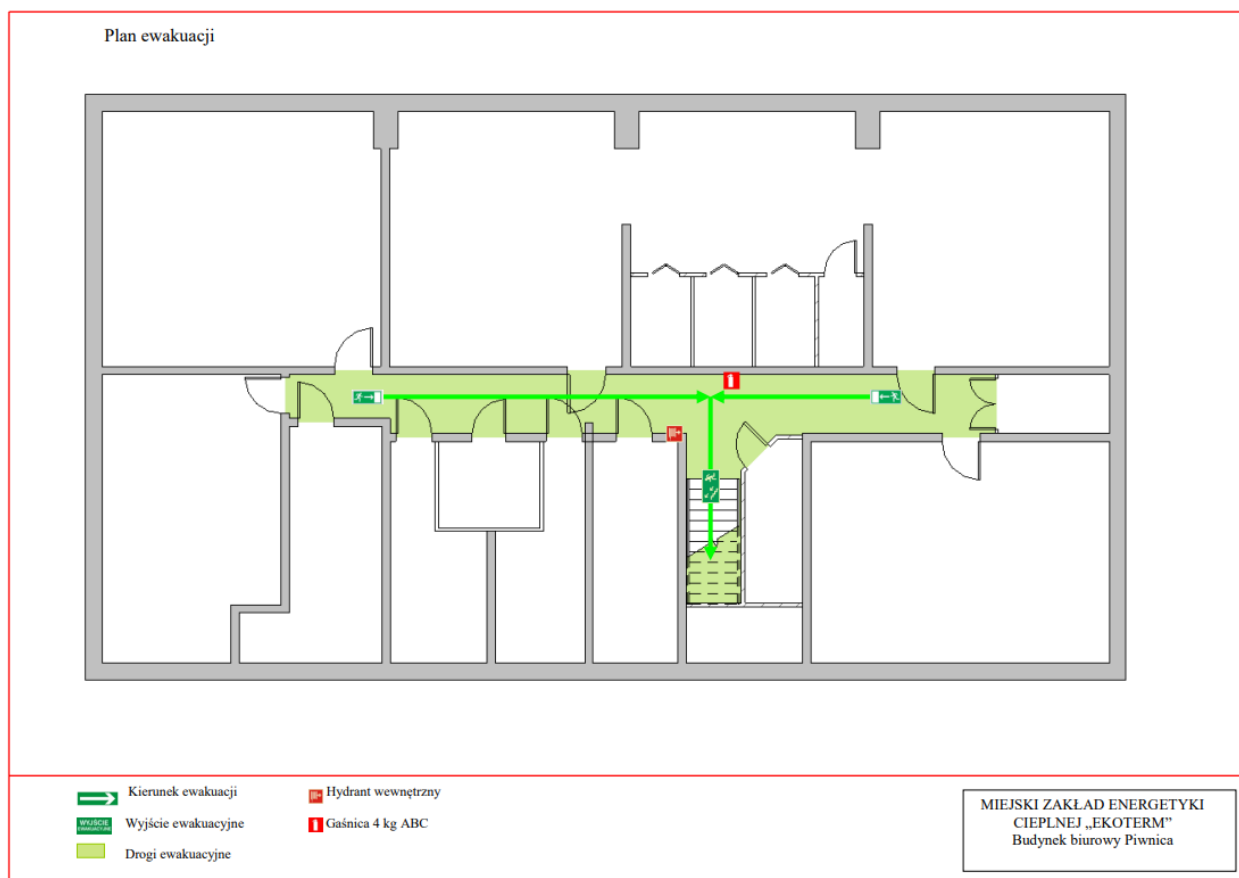 Plan ewakuacji
Kierunek ewakuacji
WYJŚCIE
EWAKUACYJNE
Wyjście ewakuacyjne
Drogi ewakuacyjne
Hydrant wewnętrzny
Gaśnica 4 kg ABC
MIEJSKI ZAKŁAD ENERGETYKI
CIEPLNEJ „EKOTERM”
Budynek biurowy Piwnica